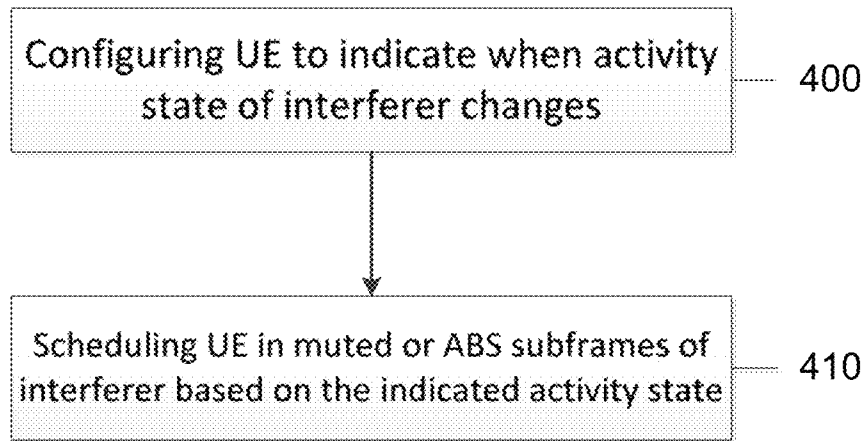 Configuring UE to indicate when activity
state of interferer changes
400
Scheduling UE in muted or ABS subframes of
interferer based on the indicated activity state
410